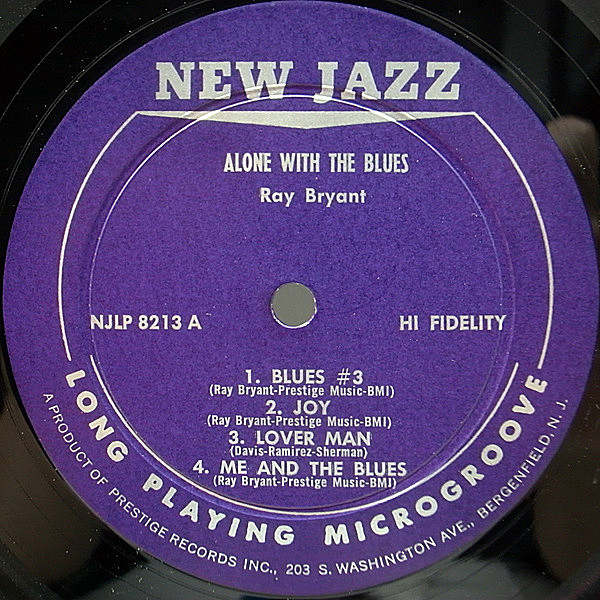 NEW JAZZ
ALONE WITH THE BLUES
Ray Bryant
NJLP 8213 A
HI FIDELITY
1. BLUES #3
(Ray Bryant-Prestige Music-BMI)
2. JOY
(Ray Bryant-Prestige Music-BMI)
3. LOVER MAN
(Davis-Ramirez-Sherman)
4. ME AND THE BLUES
(Ray Bryant-Prestige Music-BMI)
LONG PLAYING MICROGROOVE
A PRODUCT OF PRESTIGE RECORDS INC., 203 S. WASHINGTON AVE., BERGENFIELD, N. J.